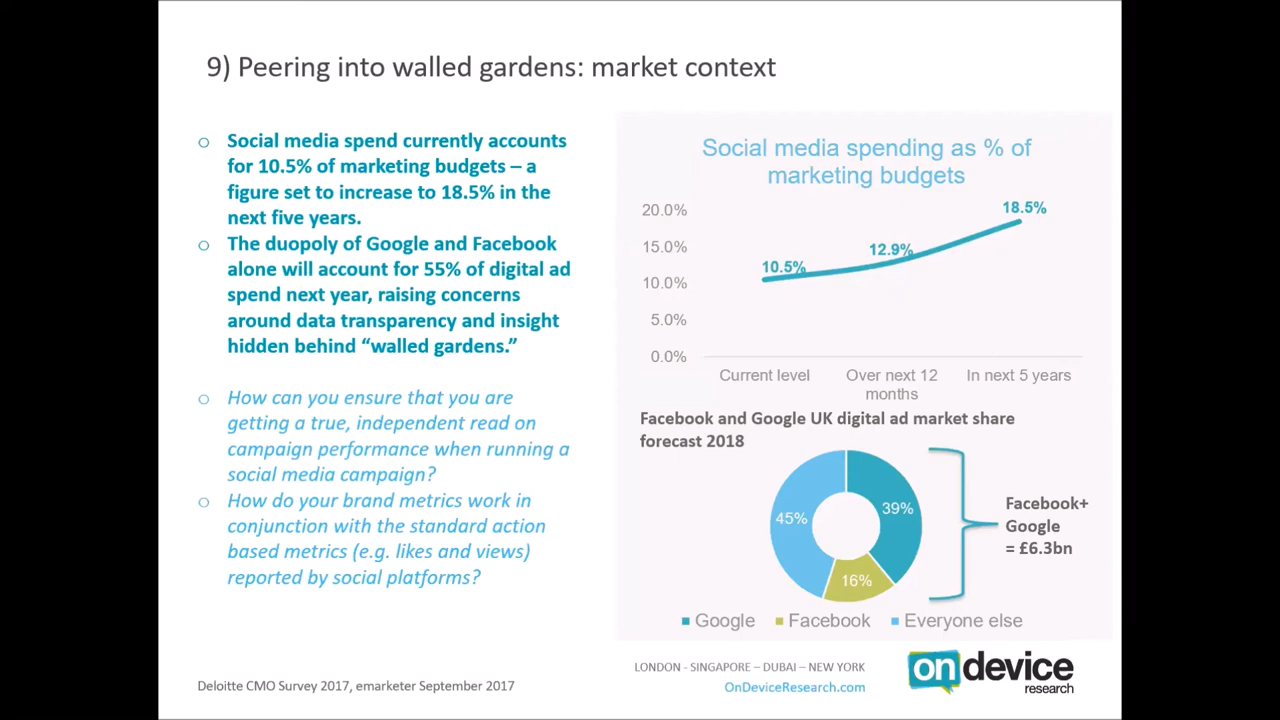 9) Peering into walled gardens: market context
o Social media spend currently accounts
for 10.5% of marketing budgets – a
figure set to increase to 18.5% in the
next five years.
o The duopoly of Google and Facebook
alone will account for 55% of digital ad
spend next year, raising concerns
around data transparency and insight
hidden behind “walled gardens.”
o How can you ensure that you are
getting a true, independent read on
campaign performance when running a
social media campaign?
o How do your brand metrics work in
conjunction with the standard action
based metrics (e.g. likes and views)
reported by social platforms?
Social media spending as % of
marketing budgets
20.0%
15.0%
10.0%
5.0%
0.0%
10.5%
12.9%
18.5%
Current level
Over next 12
months
In next 5 years
Facebook and Google UK digital ad market share
forecast 2018
45%
39%
16%
Facebook+
Google
= £6.3bn
Google Facebook Everyone else
Deloitte CMO Survey 2017, emarketer September 2017
LONDON - SINGAPORE – DUBAI – NEW YORK
OnDeviceResearch.com
on device
research